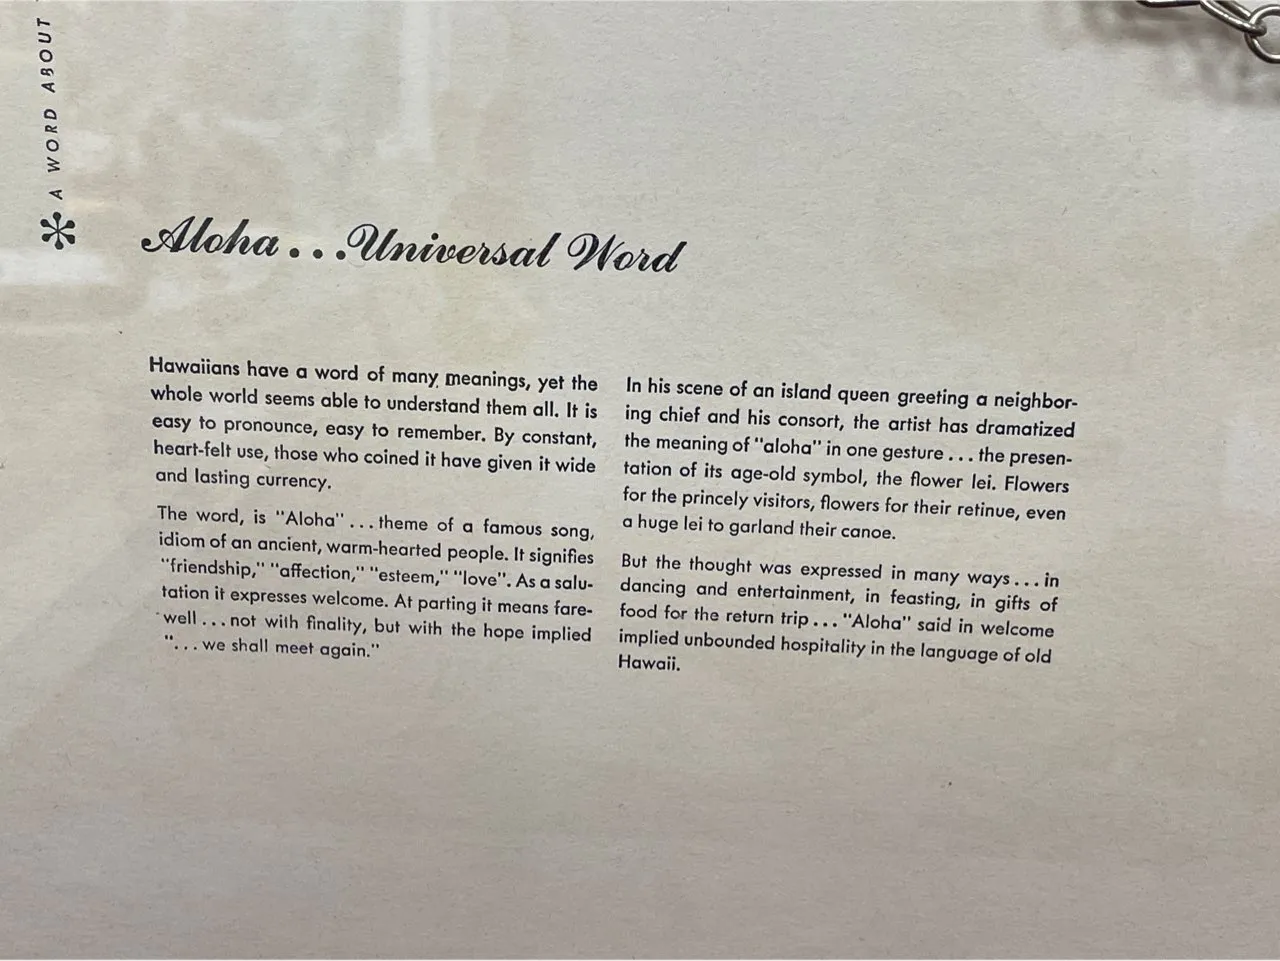 A WORD ABOUT
Aloha...Universal Word
Hawaiians have a word of many meanings, yet the
whole world seems able to understand them all. It is
easy to pronounce, easy to remember. By constant,
heart-felt use, those who coined it have given it wide
and lasting currency.
The word, is "Aloha"...theme of a famous song,
idiom of an ancient, warm-hearted people. It signifies
"friendship," "affection," "esteem," "love". As a salu-
tation it expresses welcome. At parting it means fare-
well...not with finality, but with the hope implied
"...we shall meet again."
In his scene of an island queen greeting a neighbor-
ing chief and his consort, the artist has dramatized
the meaning of "aloha" in one gesture...the presen-
tation of its age-old symbol, the flower lei. Flowers
for the princely visitors, flowers for their retinue, even
a huge lei to garland their canoe.
But the thought was expressed in many ways...in
dancing and entertainment, in feasting, in gifts of
food for the return trip..."Aloha" said in welcome
implied unbounded hospitality in the language of old
Hawaii.